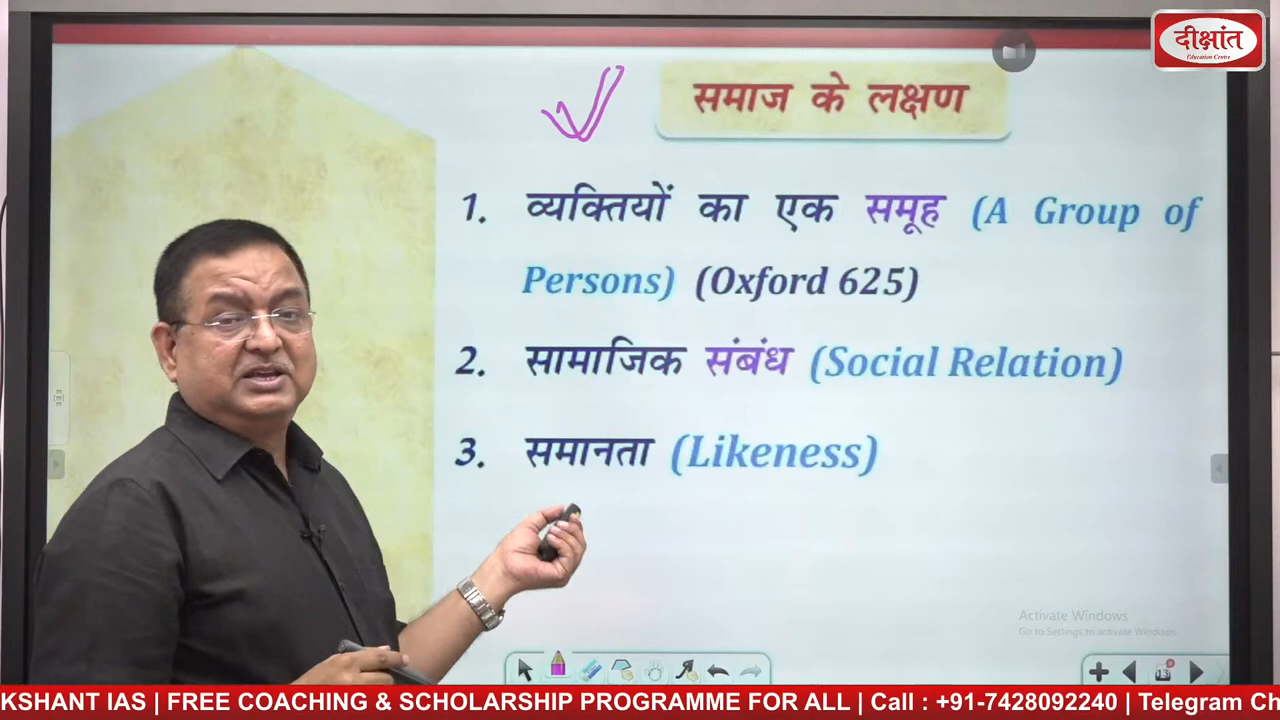 दीक्षांत
Education Centre
समाज के लक्षण
1. व्यक्तियों का एक समूह (A Group of
Persons) (Oxford 625)
2. सामाजिक संबंध (Social Relation)
3. समानता (Likeness)
Activate Windows
Go to Settings to activate Windows.
13
KSHANT IAS | FREE COACHING & SCHOLARSHIP PROGRAMME FOR ALL | Call : +91-7428092240 | Telegram Ch